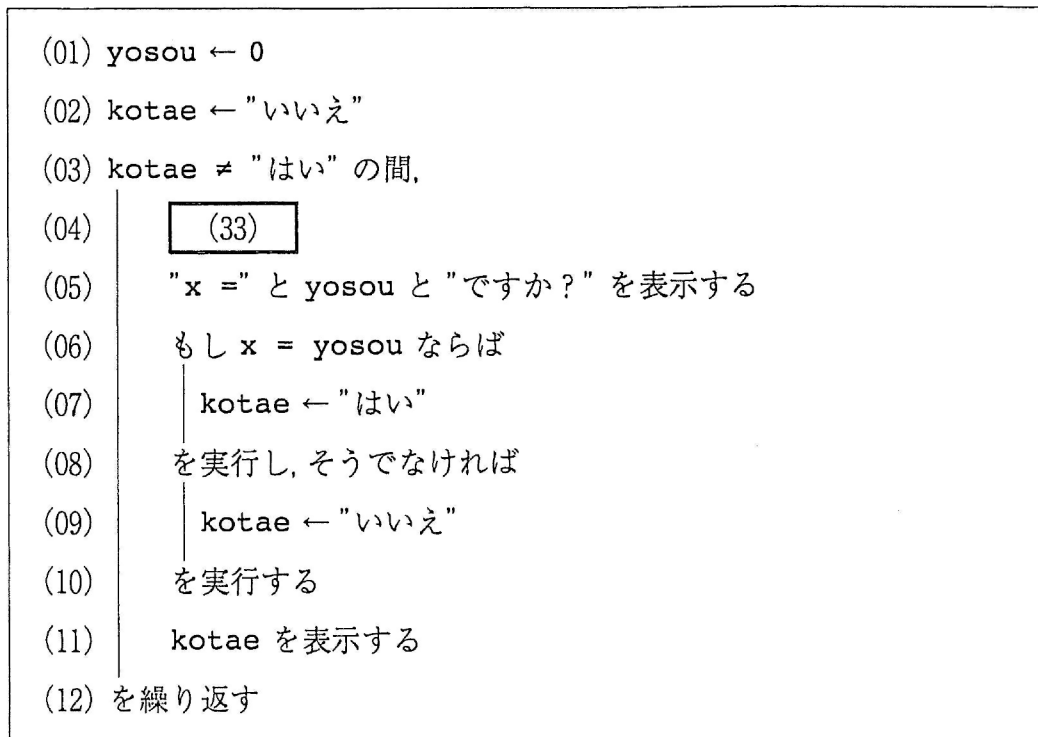 (01) yosou ← 0
(02) kotae ← "いいえ"
(03) kotae ≠ "はい" の間,
(04) (33)
(05) "x =" と yosou と "ですか？" を表示する
(06) もし x = yosou ならば
(07) kotae ← "はい"
(08) を実行し, そうでなければ
(09) kotae ← "いいえ"
(10) を実行する
(11) kotae を表示する
(12) を繰り返す